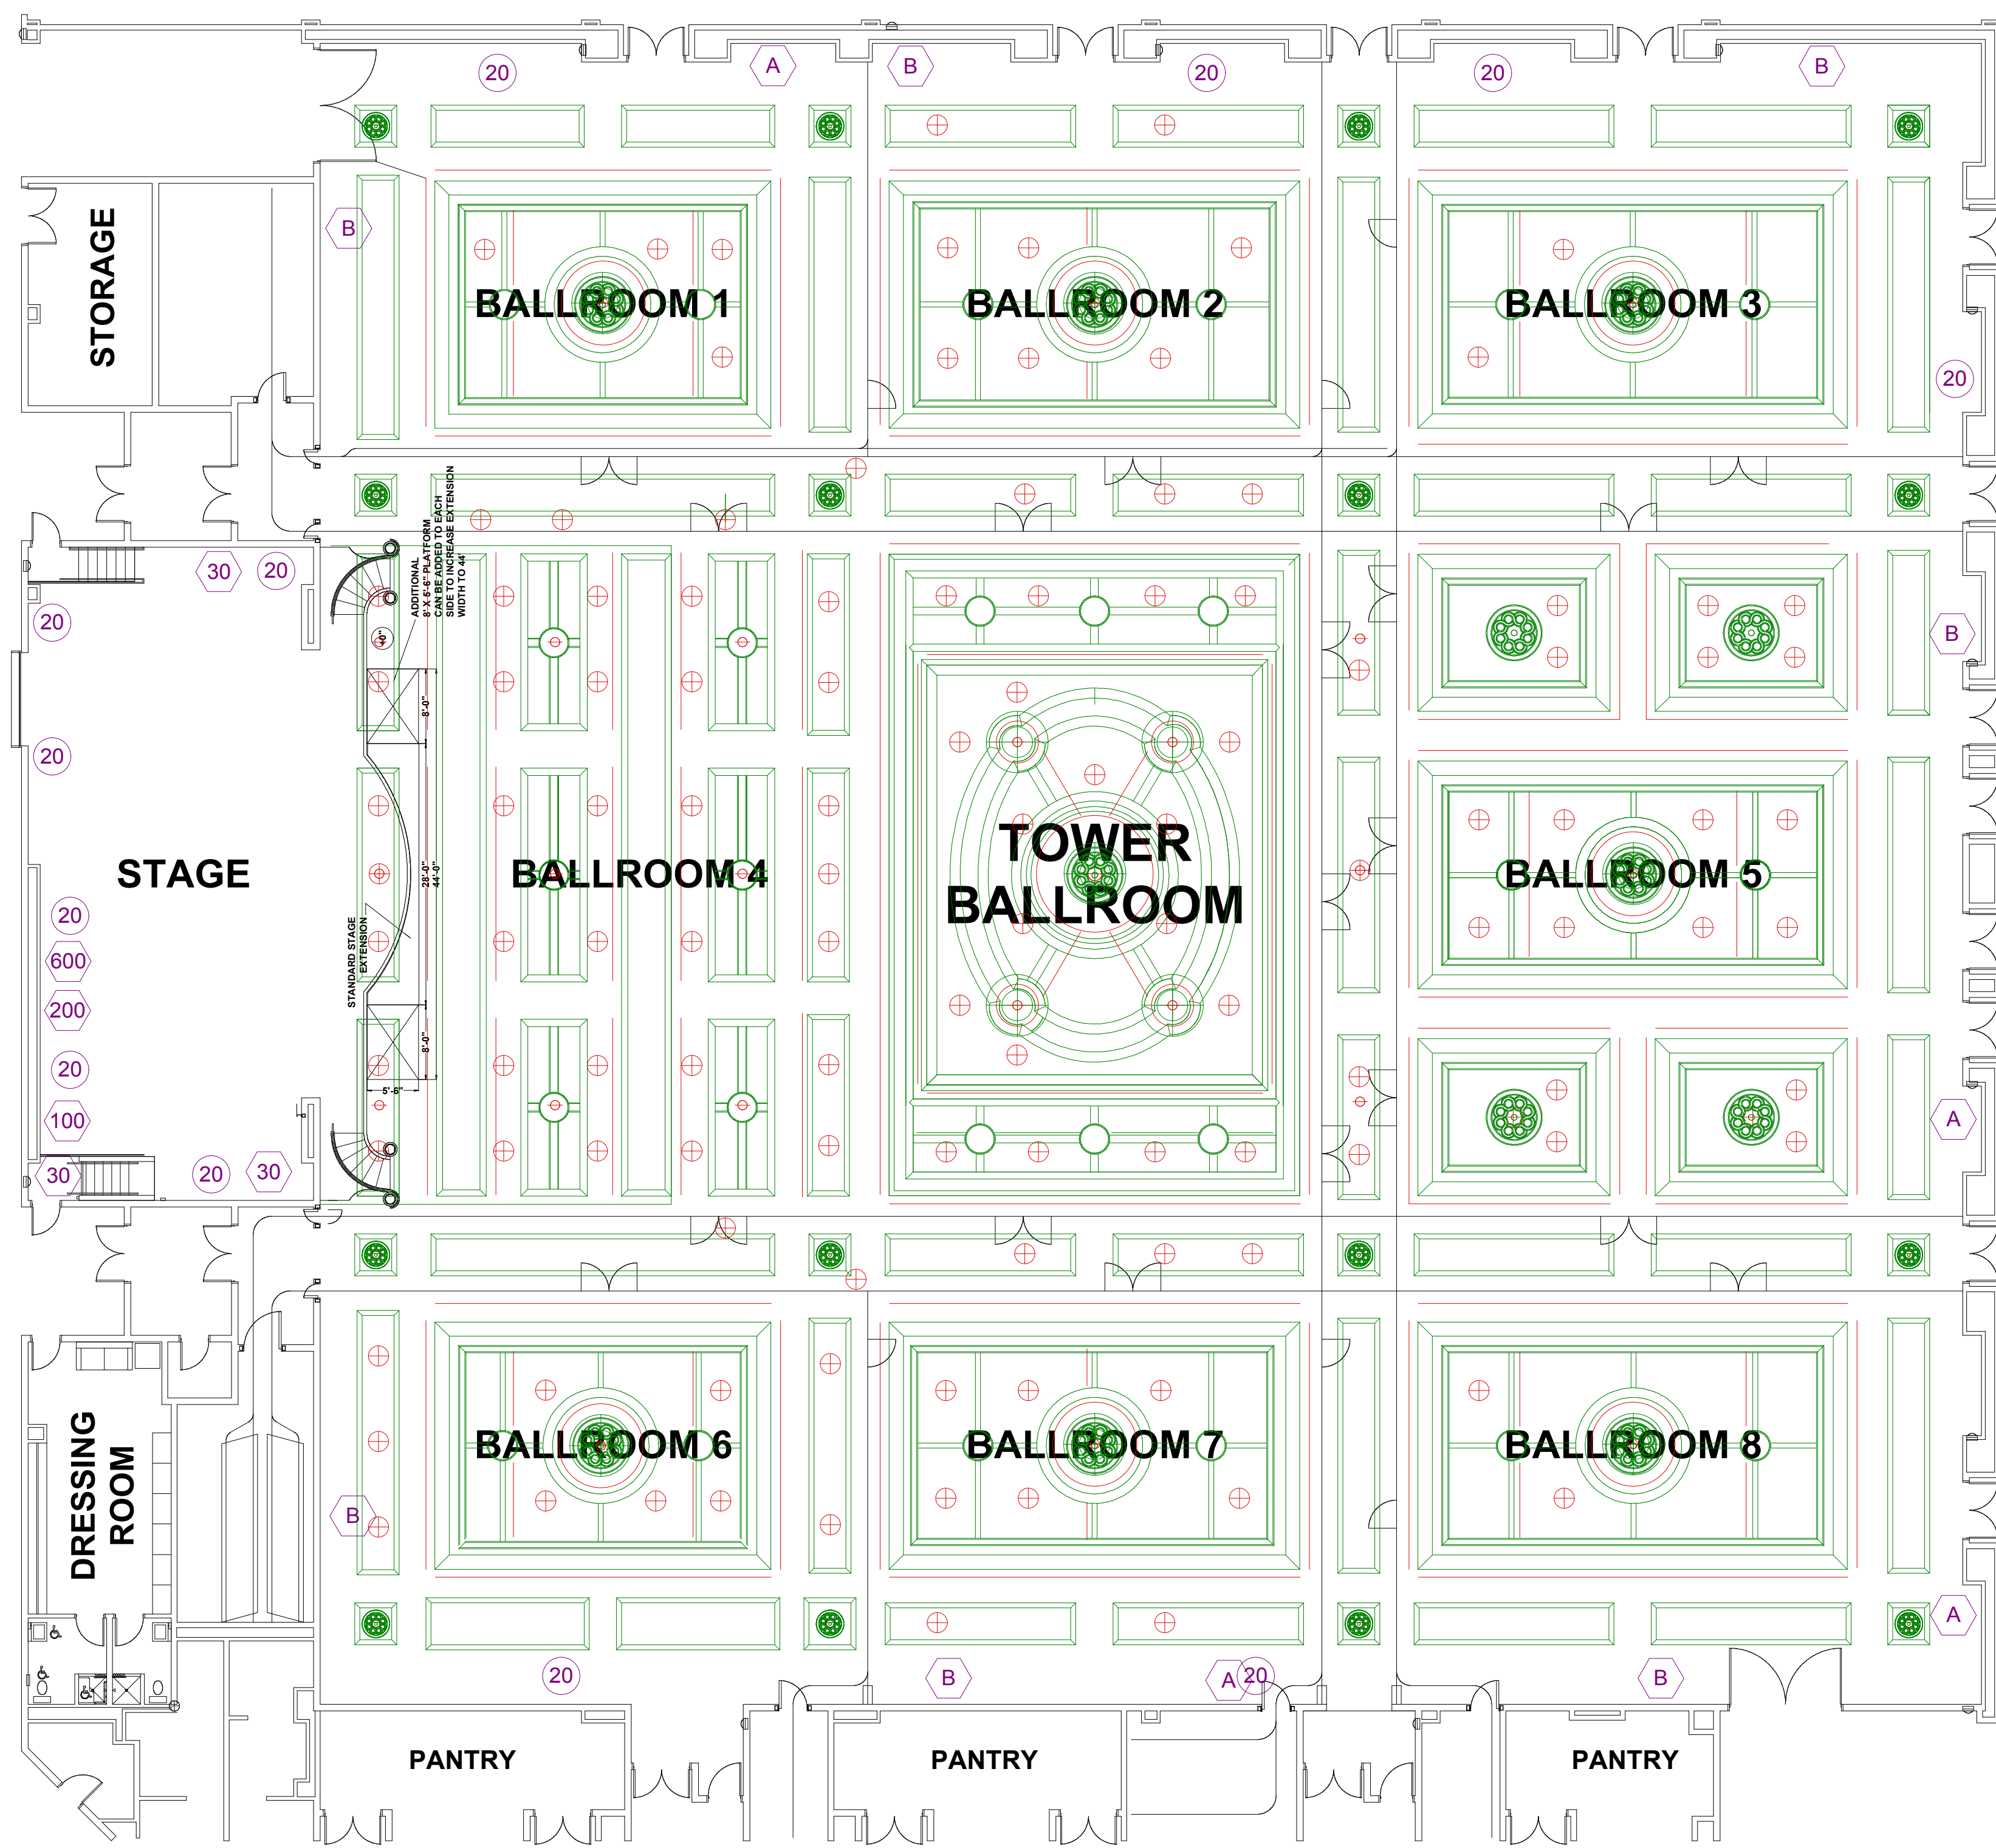 20
A
B
20
20
B
B
STORAGE
BALLROOM 1
BALLROOM 2
BALLROOM 3
20
ADDITIONAL
8' X 5'-6" PLATFORM
CAN BE ADDED TO EACH
SIDE TO INCREASE EXTENSION
WIDTH TO 44'
30
20
20
40"
B
8'-0"
20
STAGE
28'-0"
44'-0"
BALLROOM 4
TOWER
BALLROOM
BALLROOM 5
STANDARD STAGE
EXTENSION
20
600
200
8'-0"
5'-6"
20
100
A
30
20
30
DRESSING
ROOM
BALLROOM 6
BALLROOM 7
BALLROOM 8
B
A
20
B
A
20
B
PANTRY
PANTRY
PANTRY